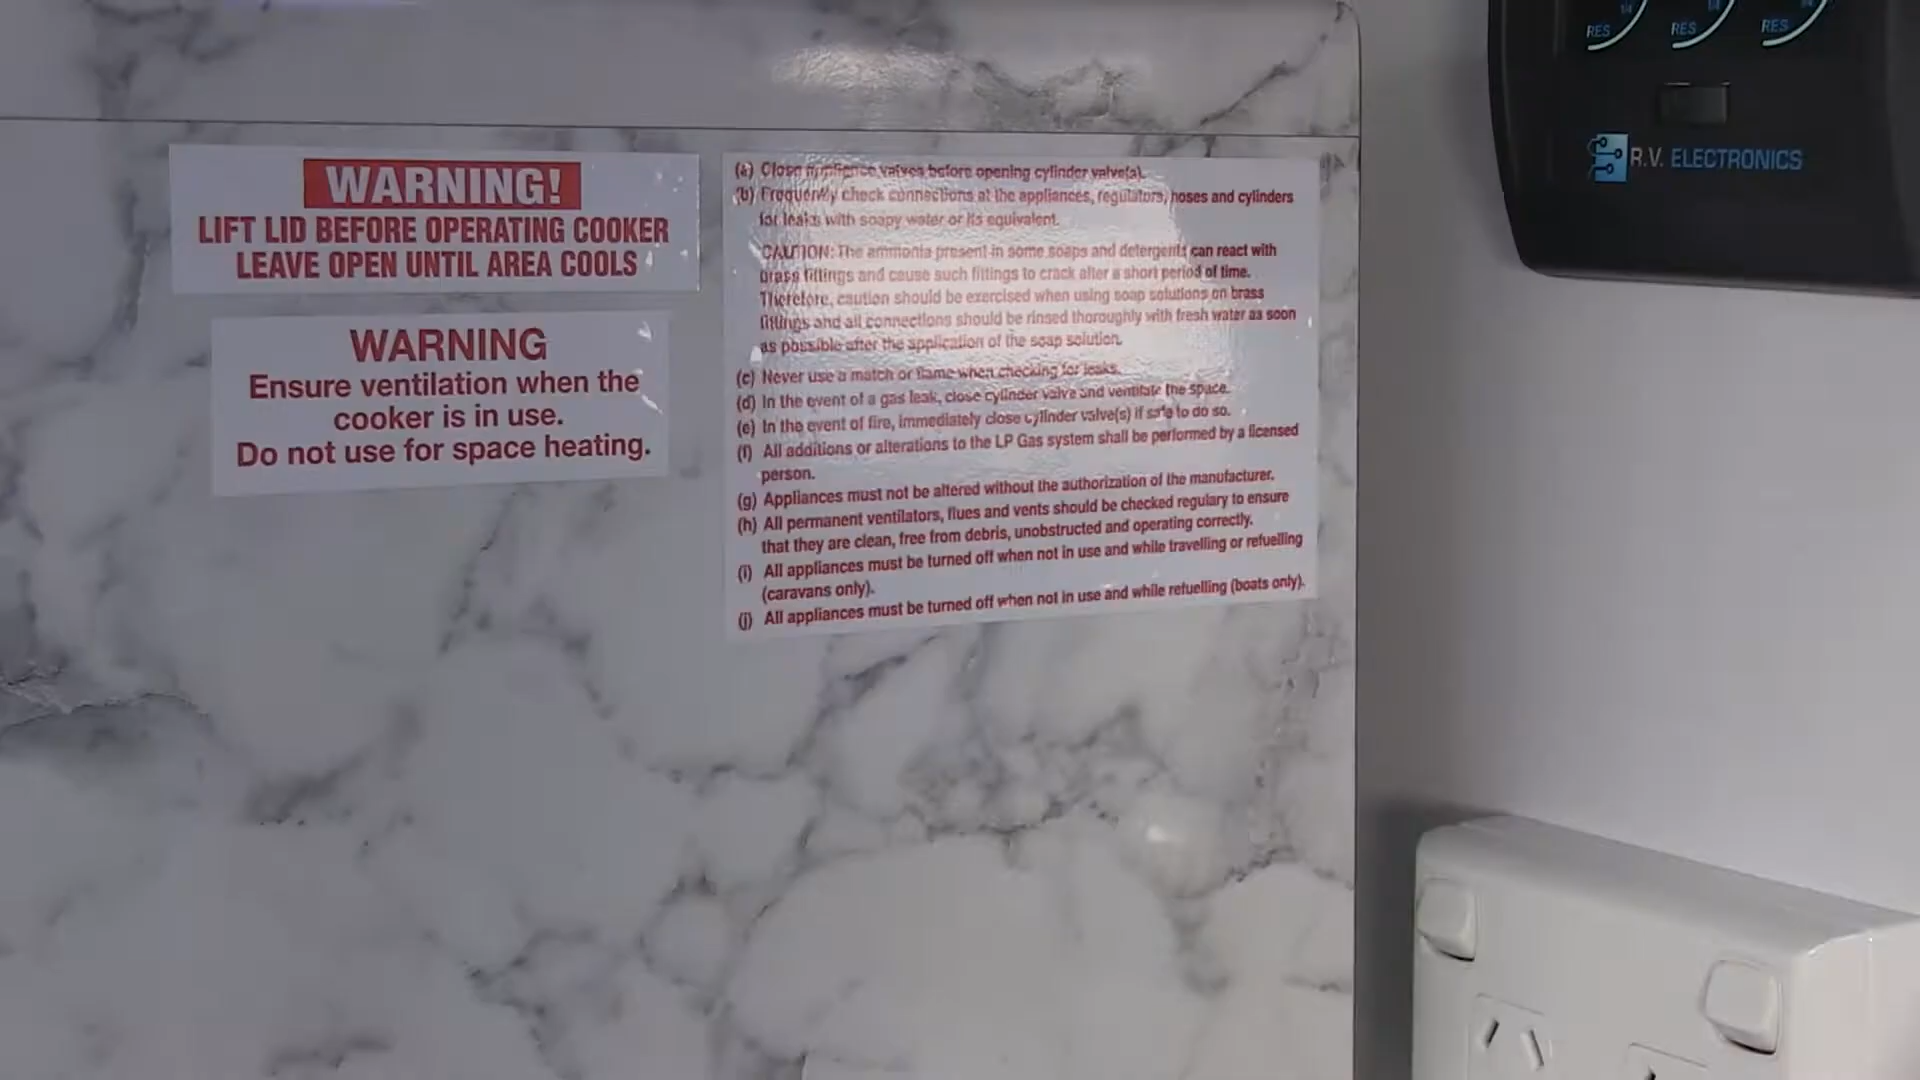 WARNING!
LIFT LID BEFORE OPERATING COOKER
LEAVE OPEN UNTIL AREA COOLS
WARNING
Ensure ventilation when the
cooker is in use.
Do not use for space heating.
(a) Close appliance valves before opening cylinder valve(s).
(b) Frequently check connections at the appliances, regulators, hoses and cylinders
for leaks with soapy water or its equivalent.
CAUTION: The ammonia present in some soaps and detergents can react with
brass fittings and cause such fittings to crack after a short period of time.
Therefore, caution should be exercised when using soap solutions on brass
fittings and all connections should be rinsed thoroughly with fresh water as soon
as possible after the application of the soap solution.
(c) Never use a match or flame when checking for leaks.
(d) In the event of a gas leak, close cylinder valve and ventilate the space.
(e) In the event of fire, immediately close cylinder valve(s) if safe to do so.
(f) All additions or alterations to the LP Gas system shall be performed by a licensed
person.
(g) Appliances must not be altered without the authorization of the manufacturer.
(h) All permanent ventilators, flues and vents should be checked regulary to ensure
that they are clean, free from debris, unobstructed and operating correctly.
(i) All appliances must be turned off when not in use and while travelling or refuelling
(caravans only).
(j) All appliances must be turned off when not in use and while refuelling (boats only).
RES RES RES
R.V. ELECTRONICS